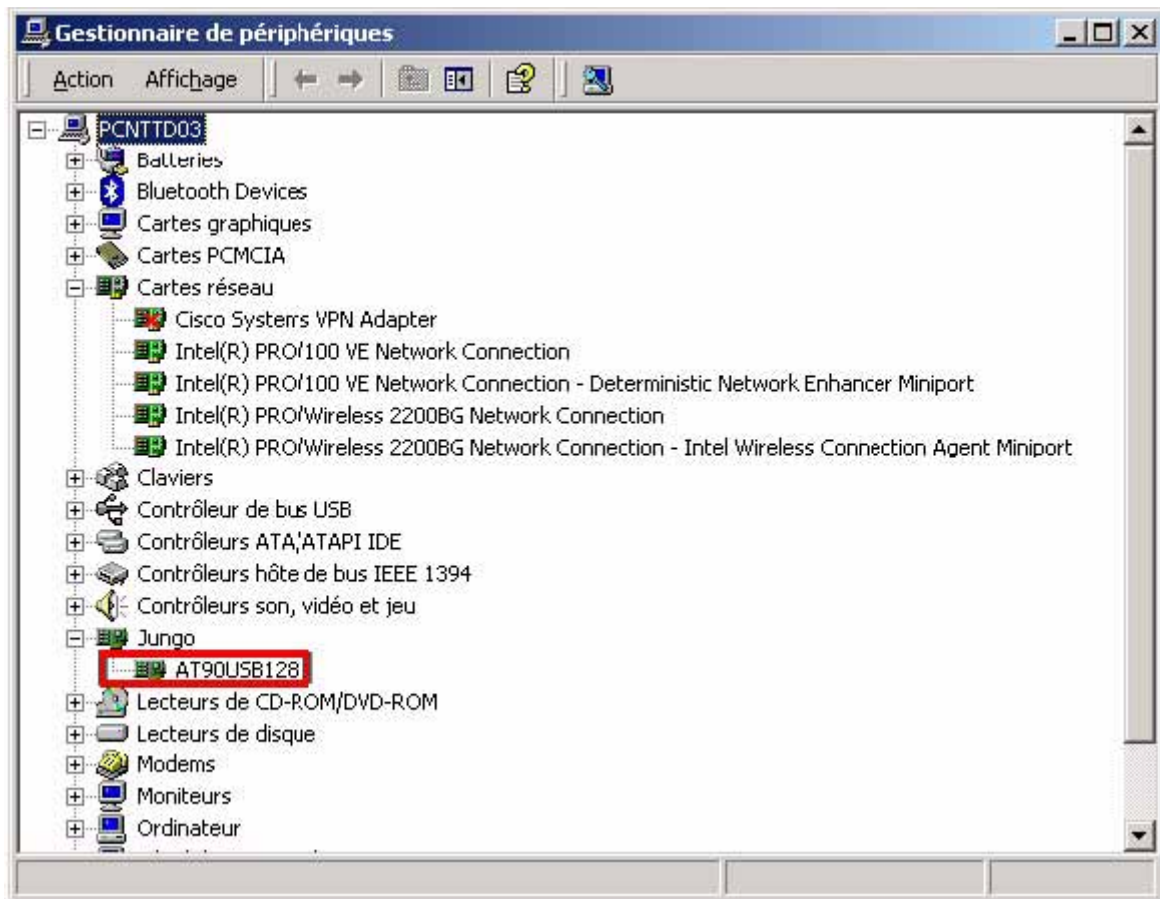 Gestionnaire de périphériques
Action Affichage
PCNTTD03
Batteries
Bluetooth Devices
Cartes graphiques
Cartes PCMCIA
Cartes réseau
Cisco Systems VPN Adapter
Intel(R) PRO/100 VE Network Connection
Intel(R) PRO/100 VE Network Connection - Deterministic Network Enhancer Miniport
Intel(R) PRO/Wireless 2200BG Network Connection
Intel(R) PRO/Wireless 2200BG Network Connection - Intel Wireless Connection Agent Miniport
Claviers
Contrôleur de bus USB
Contrôleurs ATA/ATAPI IDE
Contrôleurs hôte de bus IEEE 1394
Contrôleurs son, vidéo et jeu
Jungo
AT90USB128
Lecteurs de CD-ROM/DVD-ROM
Lecteurs de disque
Modems
Moniteurs
Ordinateur